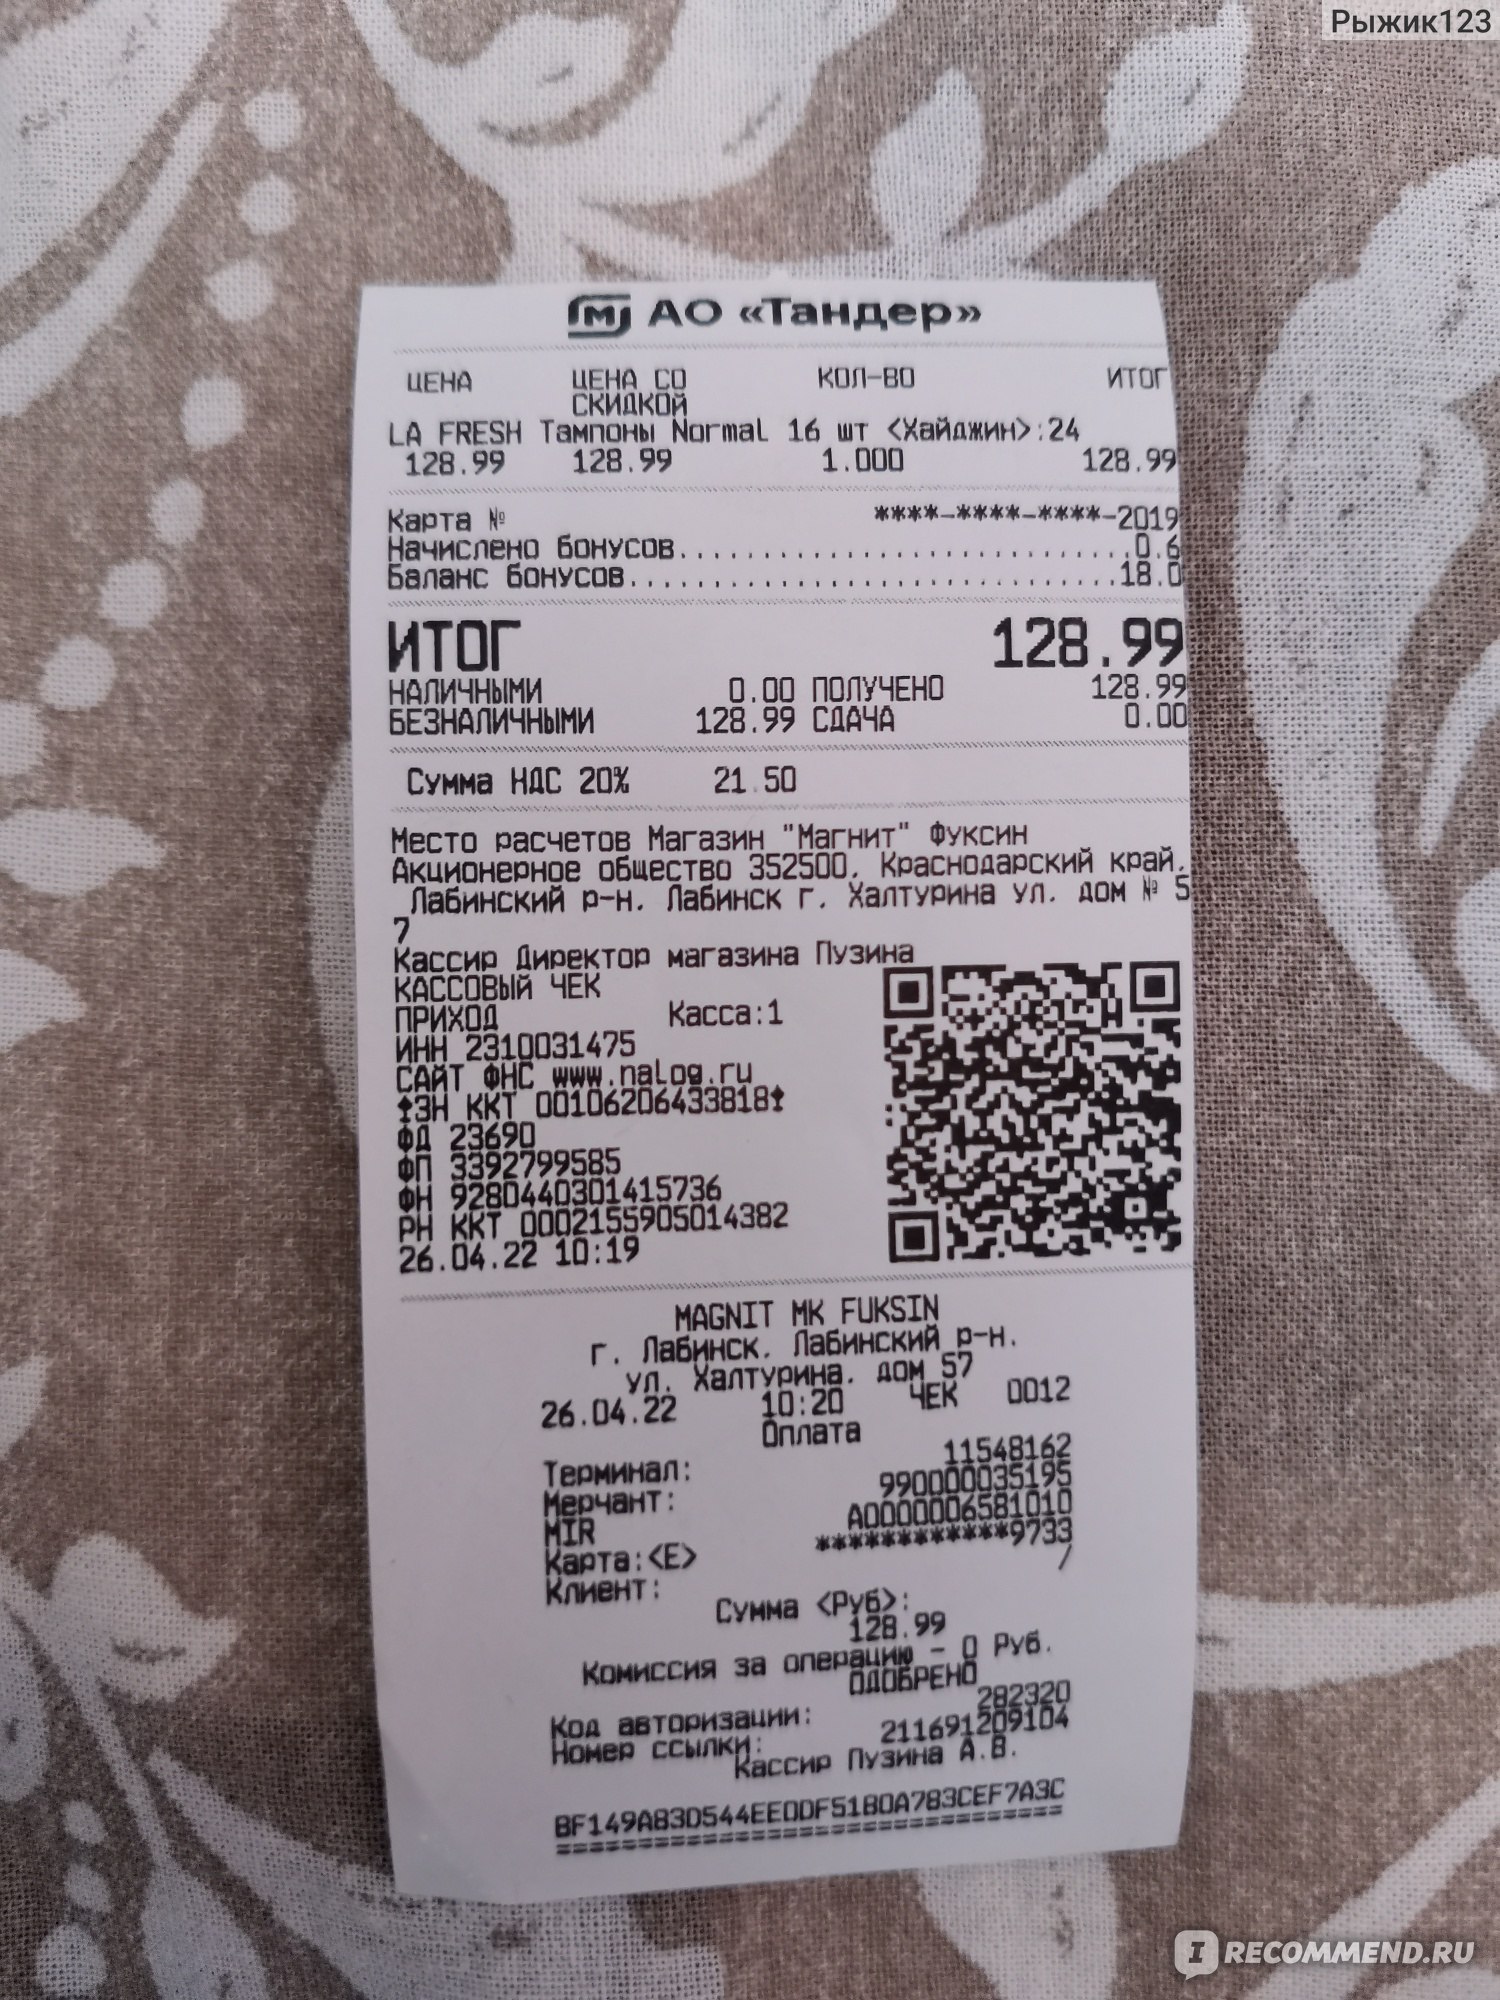 Рыжик123
М АО «Тандер»
ЦЕНА ЦЕНА СО СКИДКОЙ КОЛ-ВО ИТОГ
LA FRESH Тампоны Normal 16 шт <Хайджин>:24
128.99 128.99 1.000 128.99
Карта № ****-****-****-2019
Начислено бонусов............................0.6
Баланс бонусов..............................18.0
ИТОГ 128.99
НАЛИЧНЫМИ 0.00 ПОЛУЧЕНО 128.99
БЕЗНАЛИЧНЫМИ 128.99 СДАЧА 0.00
Сумма НДС 20% 21.50
Место расчетов Магазин "Магнит" Фуксин
Акционерное общество 352500, Краснодарский край,
Лабинский р-н, Лабинск г, Халтурина ул, дом № 5
7
Кассир Директор магазина Пузина
КАССОВЫЙ ЧЕК
ПРИХОД Касса:1
ИНН 2310031475
САЙТ ФНС www.nalog.ru
ЗН ККТ 00106206433818
ФД 23690
ФП 3392799585
ФН 9280440301415736
РН ККТ 0002155905014382
26.04.22 10:19
MAGNIT MK FUKSIN
г. Лабинск, Лабинский р-н,
ул. Халтурина, дом 57
26.04.22 10:20 ЧЕК 0012
Оплата
Терминал: 11548162
Мерчант: 990000035195
MIR A0000006581010
Карта:<E> ************9733
Клиент: /
Сумма <Руб>:
128.99
Комиссия за операцию - 0 Руб.
ОДОБРЕНО
Код авторизации: 282320
Номер ссылки: 211691209104
Кассир Пузина А.В.
BF149A83D544EEDDF51B0A783CEF7A3C
================================
IRECOMMEND.RU